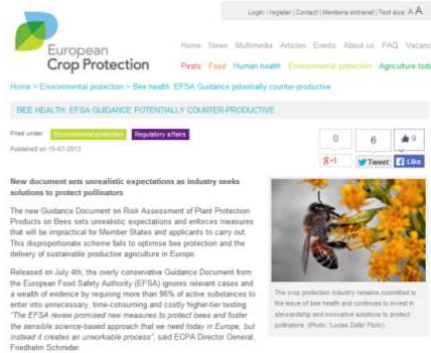 Login - register | Contact | Members extranet | Text size: A A
European
Crop Protection
Home News Multimedia Articles Events About us FAQ Vacanc
Pests Food Human health Environmental protection Agriculture toda
Home > Environmental protection > Bee health: EFSA Guidance potentially counter-productive
BEE HEALTH: EFSA GUIDANCE POTENTIALLY COUNTER-PRODUCTIVE
Filed under: Environmental protection Regulatory affairs
Published on 15-07-2013
0 6 9
g+1 Tweet Like
New document sets unrealistic expectations as industry seeks
solutions to protect pollinators
The new Guidance Document on Risk Assessment of Plant Protection
Products on Bees sets unrealistic expectations and enforces measures
that will be impractical for Member States and applicants to carry out.
This disproportionate scheme fails to optimise bee protection and the
delivery of sustainable productive agriculture in Europe.
Released on July 4th, the overly conservative Guidance Document from
the European Food Safety Authority (EFSA) ignores relevant cases and
a wealth of evidence by requiring more than 96% of active substances to
enter into unnecessary, time-consuming and costly higher-tier testing.
"The EFSA review promised new measures to protect bees and foster
the sensible science-based approach that we need today in Europe, but
instead it creates an unworkable process", said ECPA Director General,
Friedhelm Schmider.
The crop protection industry remains committed to
the issue of bee health and continues to invest in
stewardship and innovative solutions to protect
pollinators. (Photo: 'Lucas Zallio' Flickr)